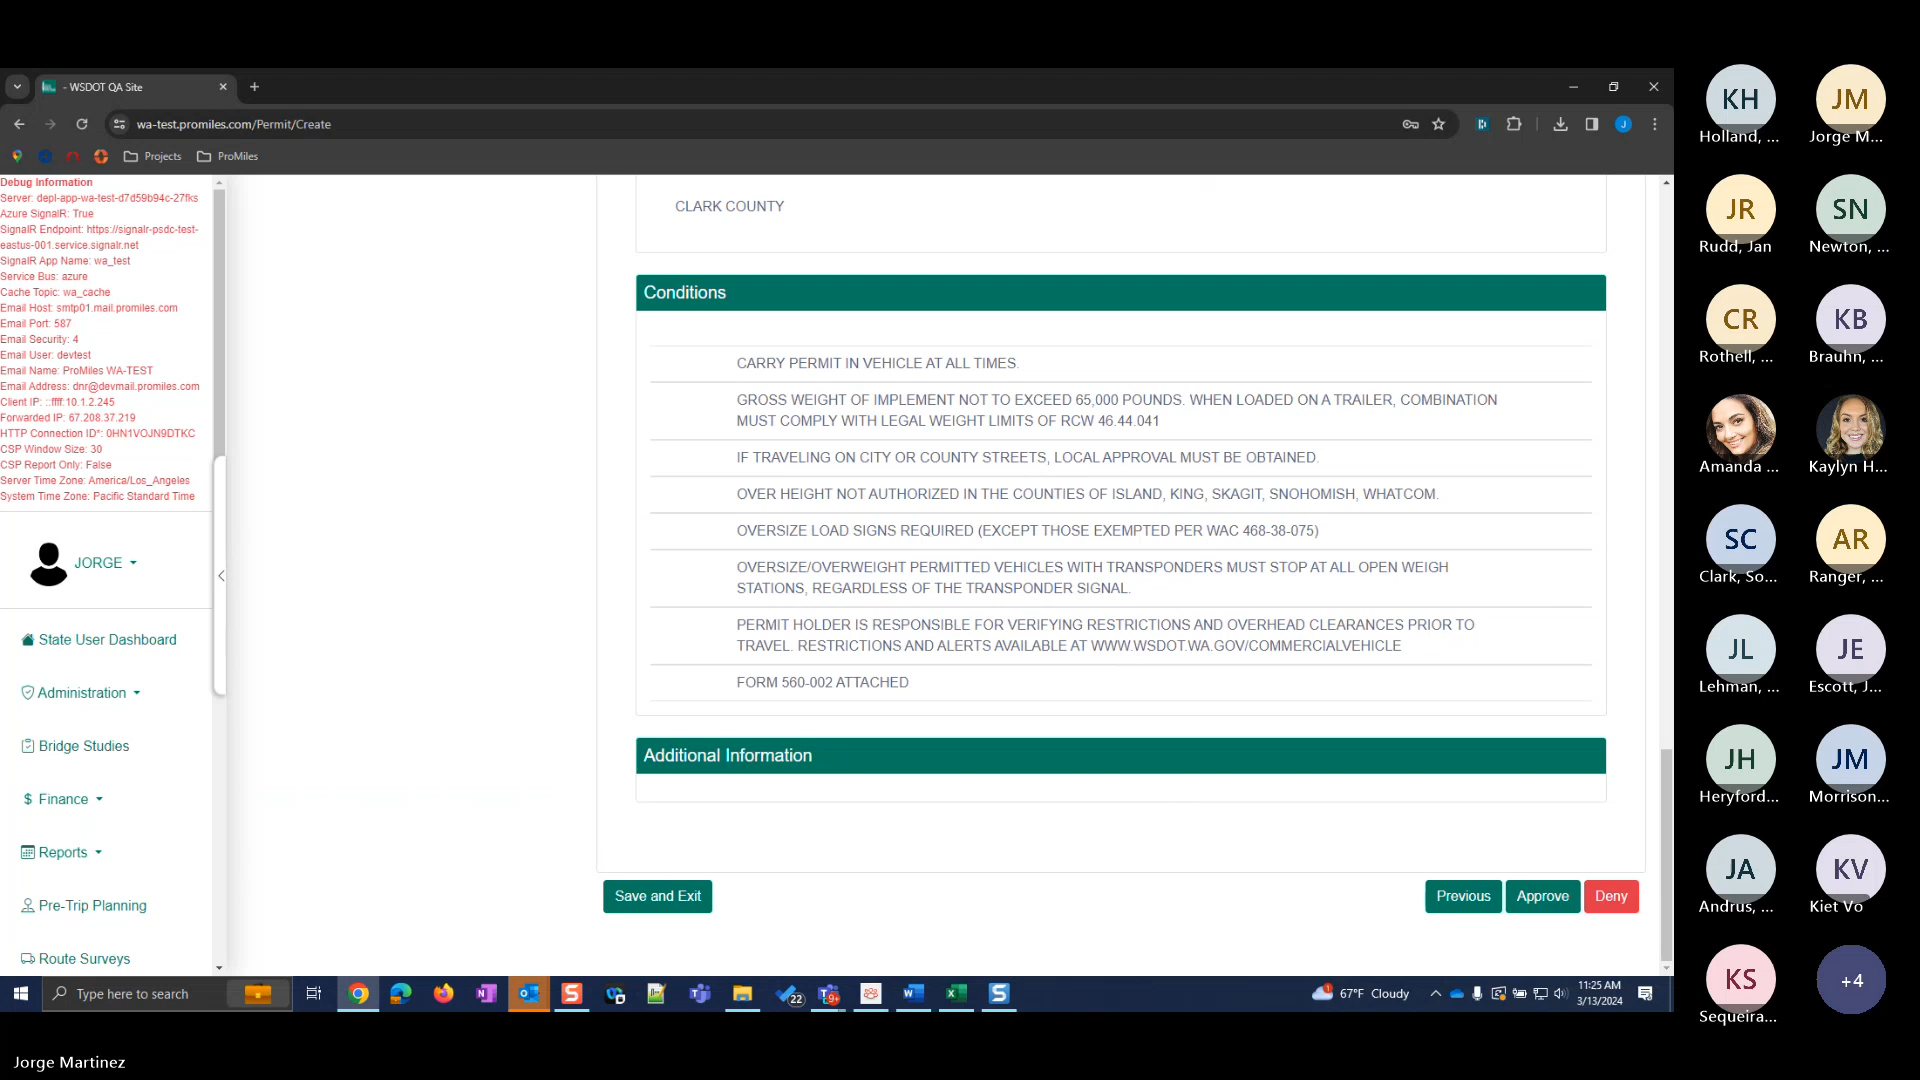 - WSDOT QA Site
wa-test.promiles.com/Permit/Create
Projects
ProMiles
Debug Information
Server: depl-app-wa-test-d7d59b94c-27fks
Azure SignalR: True
SignalR Endpoint: https://signalr-psdc-test-
eastus-001.service.signalr.net
SignalR App Name: wa_test
Service Bus: azure
Cache Topic: wa_cache
Email Host: smtp01.mail.promiles.com
Email Port: 587
Email Security: 4
Email User: devtest
Email Name: ProMiles WA-TEST
Email Address: dnr@devmail.promiles.com
Client IP: ::ffff:10.1.2.245
Forwarded IP: 67.208.37.219
HTTP Connection ID*: 0HN1VOJN9DTKC
CSP Window Size: 30
CSP Report Only: False
Server Time Zone: America/Los_Angeles
System Time Zone: Pacific Standard Time
JORGE
State User Dashboard
Administration
Bridge Studies
$ Finance
Reports
Pre-Trip Planning
Route Surveys
CLARK COUNTY
Conditions
CARRY PERMIT IN VEHICLE AT ALL TIMES.
GROSS WEIGHT OF IMPLEMENT NOT TO EXCEED 65,000 POUNDS. WHEN LOADED ON A TRAILER, COMBINATION
MUST COMPLY WITH LEGAL WEIGHT LIMITS OF RCW 46.44.041
IF TRAVELING ON CITY OR COUNTY STREETS, LOCAL APPROVAL MUST BE OBTAINED.
OVER HEIGHT NOT AUTHORIZED IN THE COUNTIES OF ISLAND, KING, SKAGIT, SNOHOMISH, WHATCOM.
OVERSIZE LOAD SIGNS REQUIRED (EXCEPT THOSE EXEMPTED PER WAC 468-38-075)
OVERSIZE/OVERWEIGHT PERMITTED VEHICLES WITH TRANSPONDERS MUST STOP AT ALL OPEN WEIGH
STATIONS, REGARDLESS OF THE TRANSPONDER SIGNAL.
PERMIT HOLDER IS RESPONSIBLE FOR VERIFYING RESTRICTIONS AND OVERHEAD CLEARANCES PRIOR TO
TRAVEL. RESTRICTIONS AND ALERTS AVAILABLE AT WWW.WSDOT.WA.GOV/COMMERCIALVEHICLE
FORM 560-002 ATTACHED
Additional Information
Save and Exit
Previous
Approve
Deny
Type here to search
22
9+
67°F Cloudy
11:25 AM
3/13/2024
KH
Holland, ...
JM
Jorge M...
JR
Rudd, Jan
SN
Newton, ...
CR
Rothell, ...
KB
Brauhn, ...
Amanda ...
Kaylyn H...
SC
Clark, So...
AR
Ranger, ...
JL
Lehman, ...
JE
Escott, J...
JH
Heryford...
JM
Morrison...
JA
Andrus, ...
KV
Kiet Vo
KS
Sequeira...
+4
Jorge Martinez